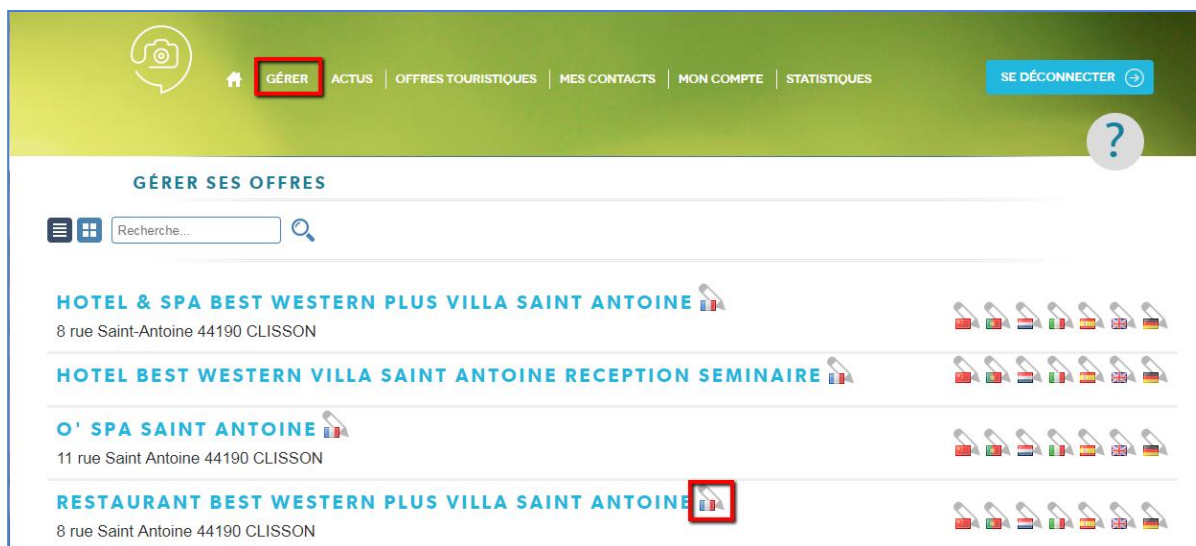 GÉRER ACTUS OFFRES TOURISTIQUES MES CONTACTS MON COMPTE STATISTIQUES SE DÉCONNECTER
?
GÉRER SES OFFRES
Recherche...
HOTEL & SPA BEST WESTERN PLUS VILLA SAINT ANTOINE
8 rue Saint-Antoine 44190 CLISSON
HOTEL BEST WESTERN VILLA SAINT ANTOINE RECEPTION SEMINAIRE
O' SPA SAINT ANTOINE
11 rue Saint Antoine 44190 CLISSON
RESTAURANT BEST WESTERN PLUS VILLA SAINT ANTOINE
8 rue Saint Antoine 44190 CLISSON